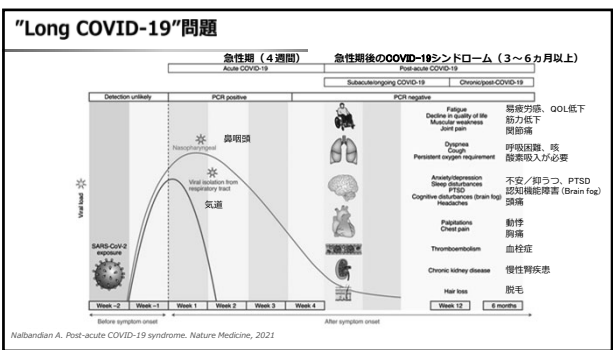 ”Long COVID-19”問題
急性期（４週間）
急性期後のCOVID-19シンドローム（３～６ヵ月以上）
Acute COVID-19
Post-acute COVID-19
Subacute/ongoing COVID-19
Chronic/post-COVID-19
Detection unlikely
PCR positive
PCR negative
Fatigue
Decline in quality of life
Muscular weakness
Joint pain
易疲労感、QOL低下
筋力低下
関節痛
鼻咽頭
Nasopharyngeal
Dyspnea
Cough
Persistent oxygen requirement
呼吸困難、咳
酸素吸入が必要
Viral isolation from
respiratory tract
気道
Anxiety/depression
Sleep disturbances
PTSD
Cognitive disturbances (brain fog)
Headaches
不安／抑うつ、PTSD
認知機能障害（Brain fog）
頭痛
Viral load
Palpitations
Chest pain
動悸
胸痛
SARS-CoV-2
exposure
Thromboembolism
血栓症
Chronic kidney disease
慢性腎疾患
Hair loss
脱毛
Week –2
Week –1
Week 1
Week 2
Week 3
Week 4
Week 12
6 months
Before symptom onset
After symptom onset
Nalbandian A. Post-acute COVID-19 syndrome. Nature Medicine, 2021